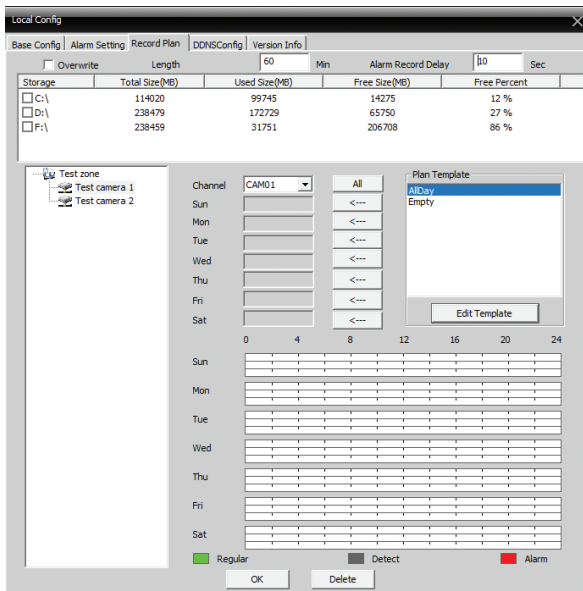 Local Config
Base Config Alarm Setting Record Plan DDNSConfig Version Info
Overwrite Length 60 Min Alarm Record Delay 10 Sec
Storage Total Size(MB) Used Size(MB) Free Size(MB) Free Percent
C:\ 114020 99745 14275 12 %
D:\ 238479 172729 65750 27 %
F:\ 238459 31751 206708 86 %
Test zone
Test camera 1
Test camera 2
Channel CAM01 All
Sun <---
Mon <---
Tue <---
Wed <---
Thu <---
Fri <---
Sat <---
Plan Template
AllDay
Empty
Edit Template
0 4 8 12 16 20 24
Sun
Mon
Tue
Wed
Thu
Fri
Sat
Regular Detect Alarm
OK Delete